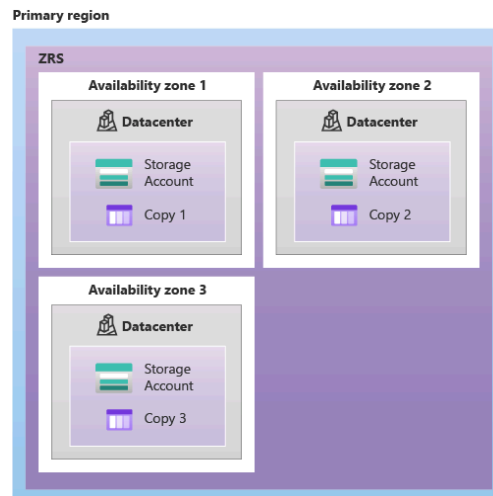 Primary region
ZRS
Availability zone 1
Datacenter
Storage
Account
Copy 1
Availability zone 2
Datacenter
Storage
Account
Copy 2
Availability zone 3
Datacenter
Storage
Account
Copy 3